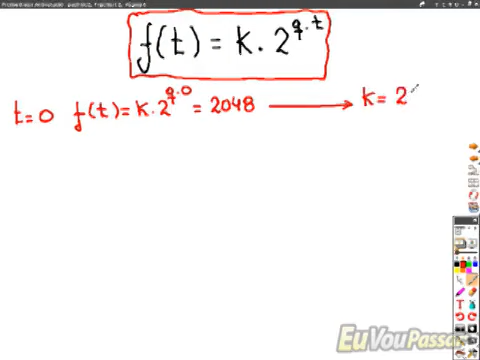 f(t) = K . 2^q.t
t=0 f(t) = K . 2^q.0 = 2048 → K = 2
EuVouPassar